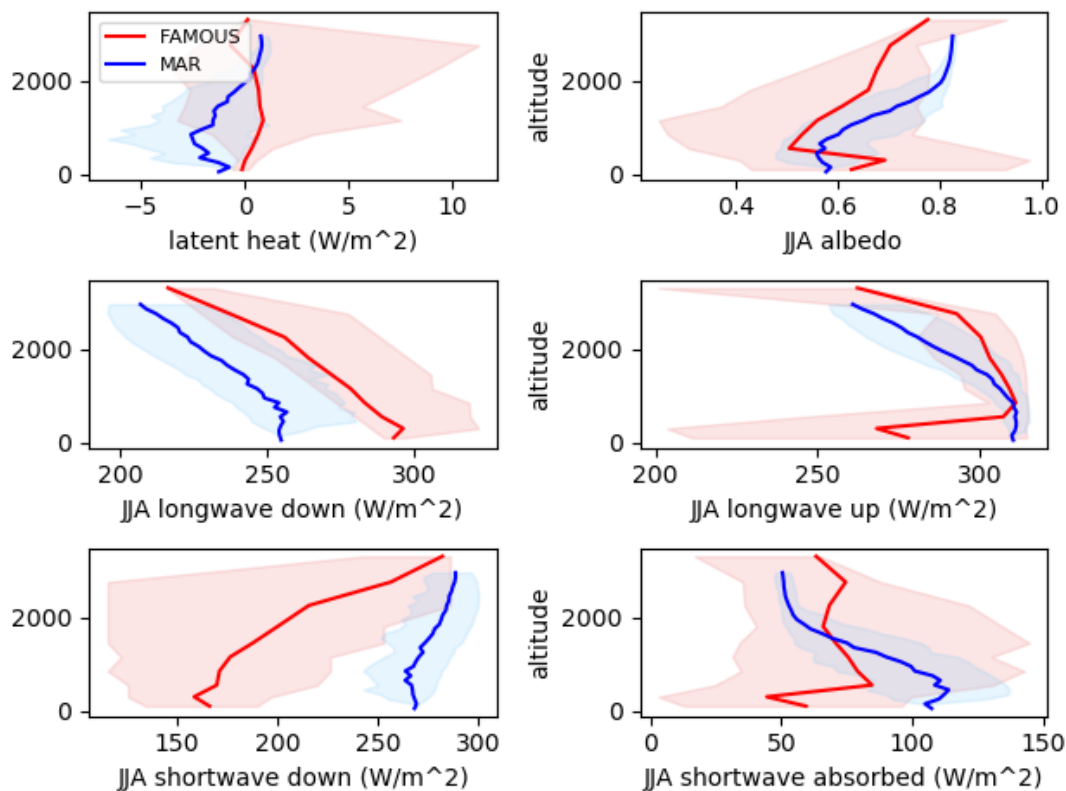 FAMOUS
MAR
2000
0
−5
0
5
10
latent heat (W/m^2)
altitude
0.4
0.6
0.8
1.0
JJA albedo
2000
0
200
250
300
JJA longwave down (W/m^2)
altitude
2000
0
200
250
300
JJA longwave up (W/m^2)
2000
0
150
200
250
300
JJA shortwave down (W/m^2)
altitude
2000
0
0
50
100
150
JJA shortwave absorbed (W/m^2)